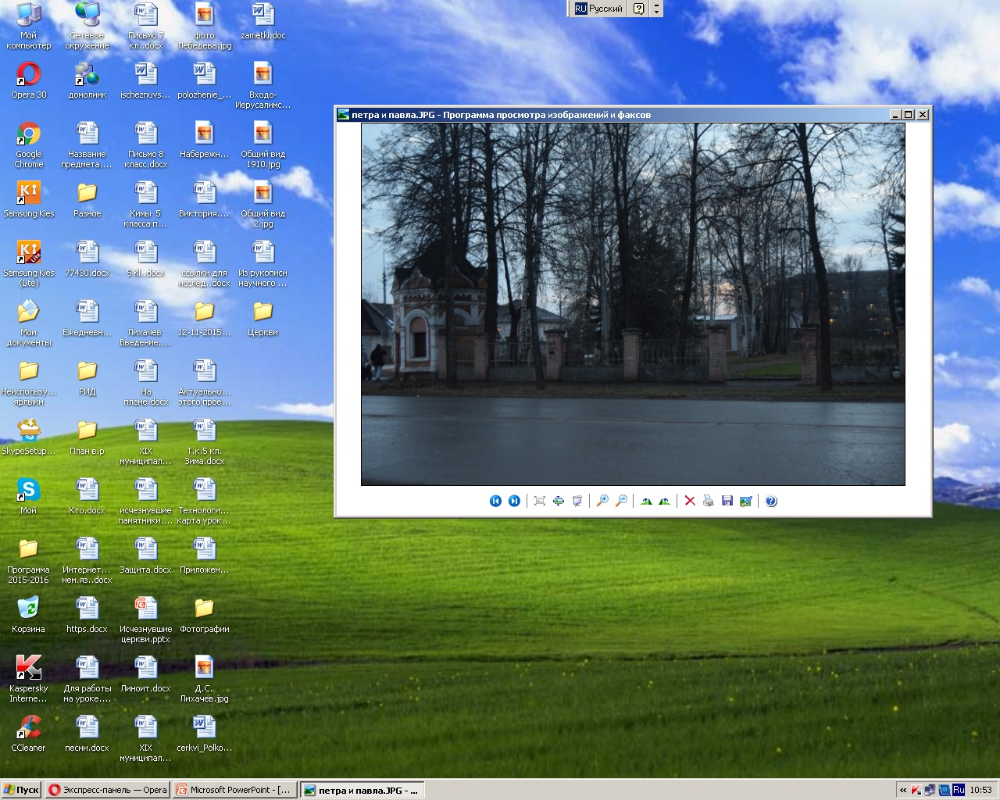 RU Русский
Мой
компьютер
Сетевое
окружение
Письмо 7
кл..docx
фото
Лебедева.jpg
zametki.doc
Opera 30
домолинк
ischeznuvs...
polozhenie_...
Входо-
Иерусалимс...
Google
Chrome
Название
предмета....
Письмо 8
класс.docx
Набережн...
Общий вид
1910.jpg
Samsung Kies
Разное
Кимы 5
класса п...
Виктория....
Общий вид
2.jpg
Samsung Kies
(Lite)
77430.docx
5 кl..docx
ссылки для
исслед..docx
Из рукописи
научного ...
Мои
документы
Ежедневн...
Лихачев
Введение....
12-11-2015...
Церкви
Неиспользу...
ярлыки
РИД
На
плане.docx
Актуально...
этого прое...
SkypeSetup...
План в.р
XIX
муниципал...
Т.к.5 кл.
Зима.docx
Мой
Кто.docx
исчезнувшие
памятники....
Технологи...
карта урок...
Программа
2015-2016
Интернет...
нем.яз..docx
Защита.docx
Приложен...
Корзина
https.docx
Исчезнувшие
церкви.pptx
Фотографии
Kaspersky
Interne...
Для работы
на уроке....
Линоит.docx
Д.С.
Лихачев.jpg
CCleaner
песни.docx
XIX
муниципал...
cerkvi_Polko...
петра и павла.JPG - Программа просмотра изображений и факсов
Пуск
Экспресс-панель — Opera
Microsoft PowerPoint - [...
петра и павла.JPG - ...
Ru
10:53